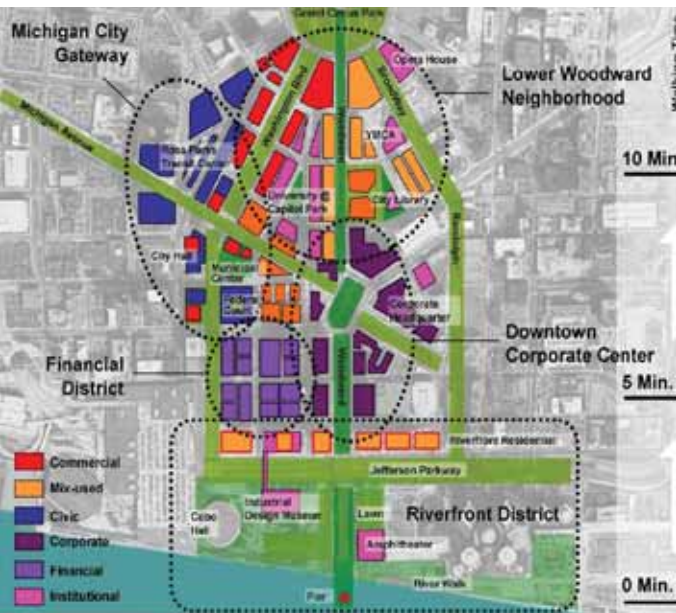 Grand Circus Park
Michigan City
Gateway
Opera House
Lower Woodward
Neighborhood
Washington Blvd
Woodward
Broadway
Michigan Avenue
YMCA
Rosa Parks
Transit Center
10 Min.
University @
Capitol Park
City Library
Randolph
City Hall
Municipal
Center
Federal
Court
Corporate
Headquarter
Downtown
Corporate Center
Financial
District
Woodward
5 Min.
Riverfront Residential
Commercial
Jefferson Parkway
Mix-used
Industrial
Design Museum
Civic
Cobo
Hall
Lawn
Riverfront District
Corporate
Amphitheater
Financial
River Walk
Institutional
Pier
0 Min.